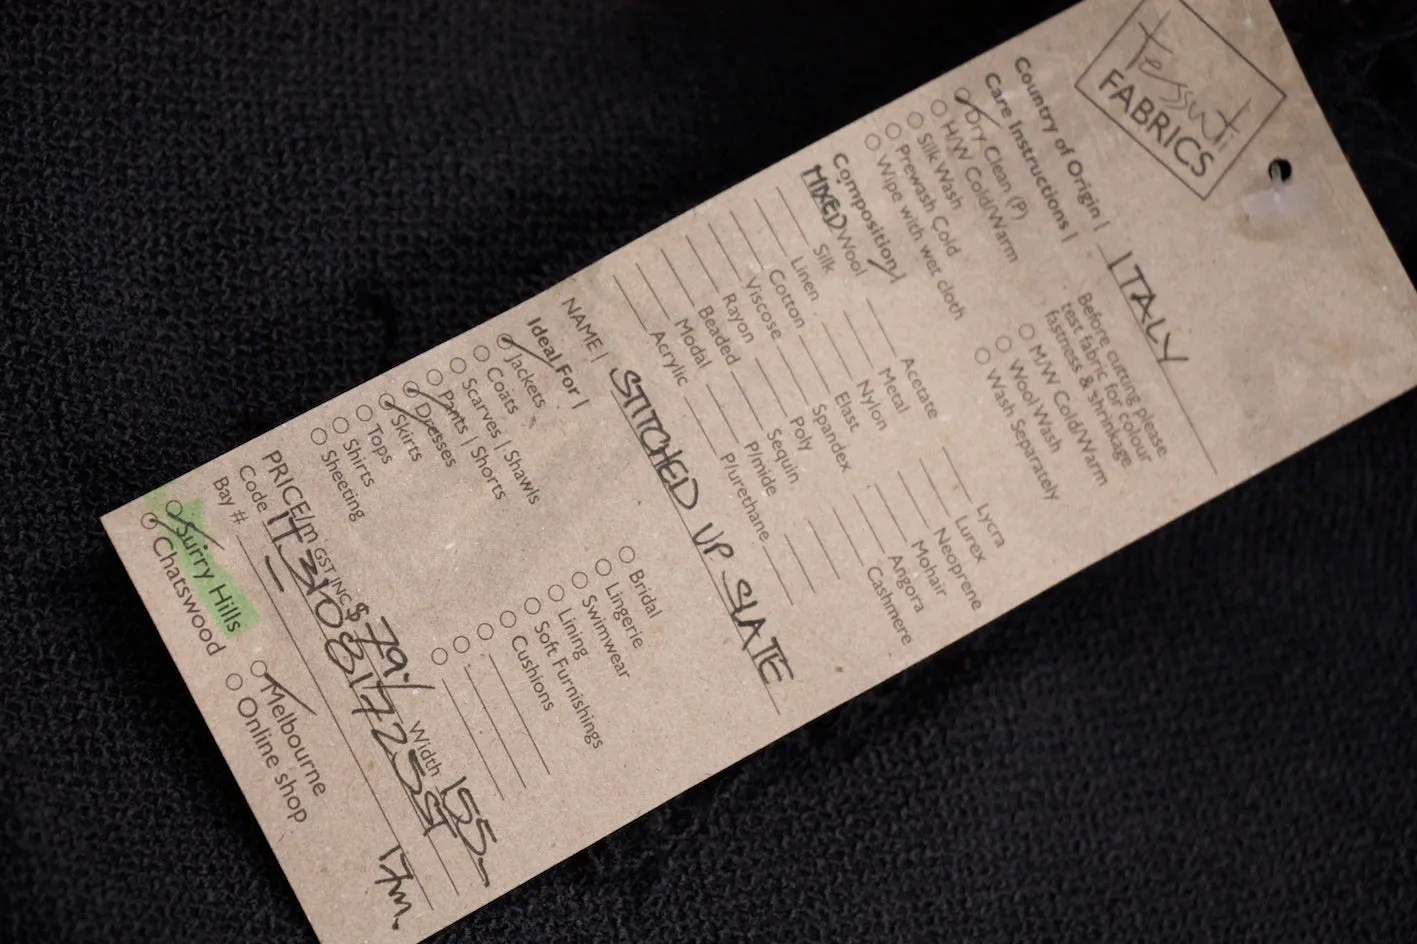 tessuti
FABRICS
Country of Origin | ITALY
Care Instructions | Before cutting please
test fabric for colour
fastness & shrinkage
Dry Clean (P)
H/W Cold/Warm M/W Cold/Warm
Silk Wash Wool Wash
Prewash Cold Wash Separately
Wipe with wet cloth
Composition |
MIXED Wool Acetate Lycra
Silk Metal Lurex
Linen Nylon Neoprene
Cotton Elast Mohair
Viscose Spandex Angora
Rayon Poly Cashmere
Beaded Sequin
Modal P/mide
Acrylic P/urethane
NAME | STITCHED UP SLATE
Ideal For |
Jackets Bridal
Coats Lingerie
Scarves | Shawls Swimwear
Pants | Shorts Lining
Dresses Soft Furnishings
Skirts Cushions
Tops
Shirts
Sheeting
PRICE/m GST INC $79 Width 155
Code
Bay # 17m.
Surry Hills Melbourne
Chatswood Online shop